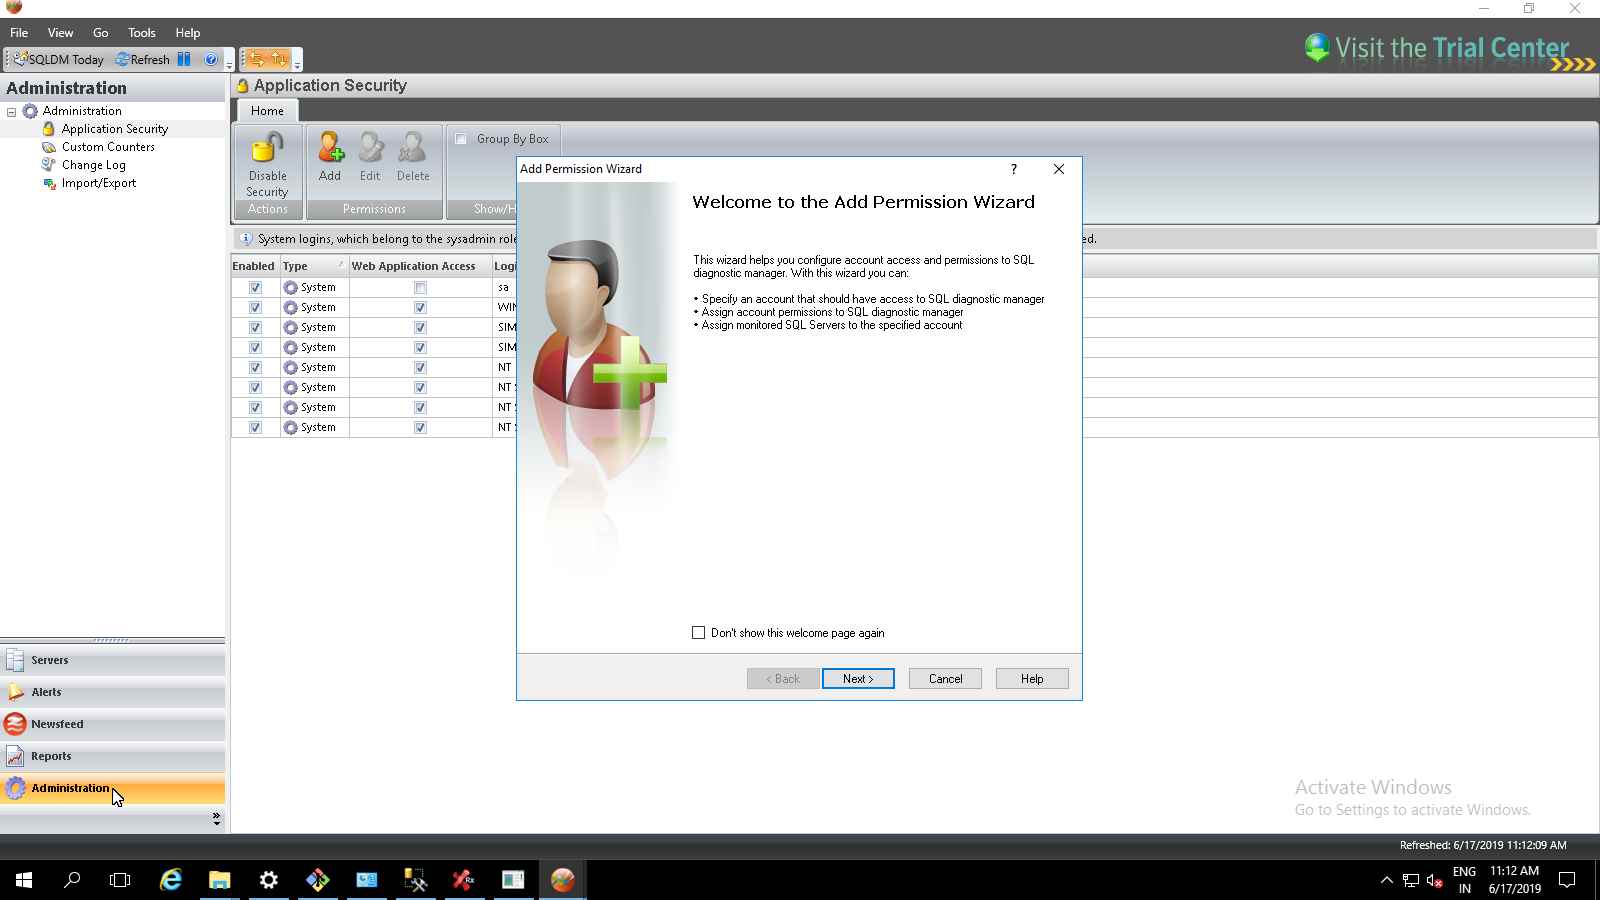 File View Go Tools Help
SQLDM Today Refresh
Visit the Trial Center
Administration
Administration
Application Security
Custom Counters
Change Log
Import/Export
Application Security
Home
Disable Security
Add
Edit
Delete
Group By Box
Actions
Permissions
Show/H
System logins, which belong to the sysadmin role
ed.
Enabled Type Web Application Access Logi
System sa
System WIN
System SIM
System SIM
System NT
System NT
System NT
System NT
Add Permission Wizard
Welcome to the Add Permission Wizard
This wizard helps you configure account access and permissions to SQL
diagnostic manager. With this wizard you can:
• Specify an account that should have access to SQL diagnostic manager
• Assign account permissions to SQL diagnostic manager
• Assign monitored SQL Servers to the specified account
Don't show this welcome page again
< Back Next > Cancel Help
Servers
Alerts
Newsfeed
Reports
Administration
Activate Windows
Go to Settings to activate Windows.
Refreshed: 6/17/2019 11:12:09 AM
ENG
IN
11:12 AM
6/17/2019